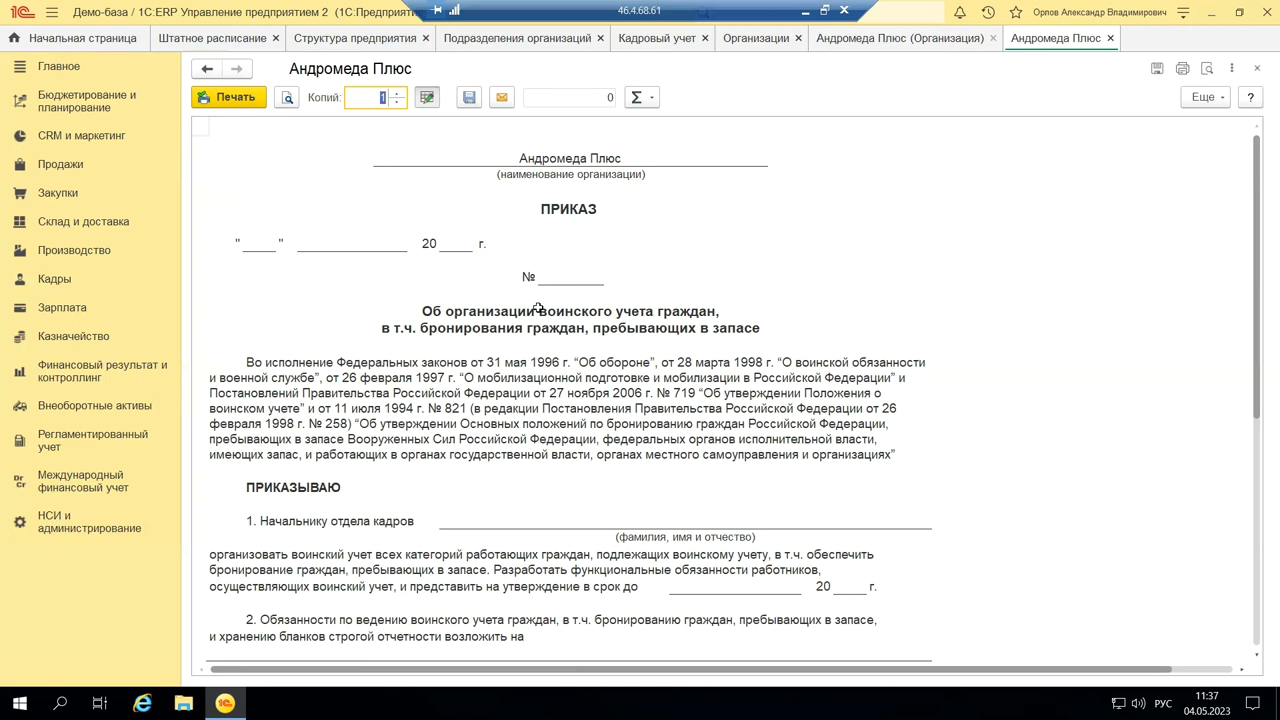 Демо-база / 1С:ERP Управление предприятием 2 (1С:Предприяти
46.4.68.61
Орлов Александр Владимирович
Начальная страница
Штатное расписание ×
Структура предприятия ×
Подразделения организаций ×
Кадровый учет ×
Организации ×
Андромеда Плюс (Организация) ×
Андромеда Плюс ×
Главное
Бюджетирование и
планирование
CRM и маркетинг
Продажи
Закупки
Склад и доставка
Производство
Кадры
Зарплата
Казначейство
Финансовый результат и
контроллинг
Внеоборотные активы
Регламентированный
учет
Международный
финансовый учет
НСИ и
администрирование
Андромеда Плюс
Печать
Копий: 1
0
Σ
Еще
?
Андромеда Плюс
(наименование организации)
ПРИКАЗ
" _____ " ________________ 20 _____ г.
№ __________
Об организации воинского учета граждан,
в т.ч. бронирования граждан, пребывающих в запасе
Во исполнение Федеральных законов от 31 мая 1996 г. “Об обороне”, от 28 марта 1998 г. “О воинской обязанности
и военной службе”, от 26 февраля 1997 г. “О мобилизационной подготовке и мобилизации в Российской Федерации” и
Постановлений Правительства Российской Федерации от 27 ноября 2006 г. № 719 “Об утверждении Положения о
воинском учете” и от 11 июля 1994 г. № 821 (в редакции Постановления Правительства Российской Федерации от 26
февраля 1998 г. № 258) “Об утверждении Основных положений по бронированию граждан Российской Федерации,
пребывающих в запасе Вооруженных Сил Российской Федерации, федеральных органов исполнительной власти,
имеющих запас, и работающих в органах государственной власти, органах местного самоуправления и организациях”
ПРИКАЗЫВАЮ
1. Начальнику отдела кадров
(фамилия, имя и отчество)
организовать воинский учет всех категорий работающих граждан, подлежащих воинскому учету, в т.ч. обеспечить
бронирование граждан, пребывающих в запасе. Разработать функциональные обязанности работников,
осуществляющих воинский учет, и представить на утверждение в срок до ____________________ 20 _____ г.
2. Обязанности по ведению воинского учета граждан, в т.ч. бронированию граждан, пребывающих в запасе,
и хранению бланков строгой отчетности возложить на
РУС
11:37
04.05.2023